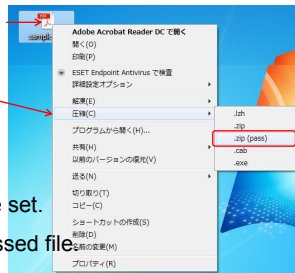 sample
Adobe Acrobat Reader DC で開く
開く(O)
印刷(P)
ESET Endpoint Antivirus で検査
詳細設定オプション
解凍(E)
圧縮(C)
プログラムから開く(H)...
共有(H)
以前のバージョンの復元(V)
送る(N)
切り取り(T)
コピー(C)
ショートカットの作成(S)
削除(D)
名前の変更(M)
プロパティ(R)
.lzh
.zip
.zip (pass)
.cab
.exe
set.
ssed file